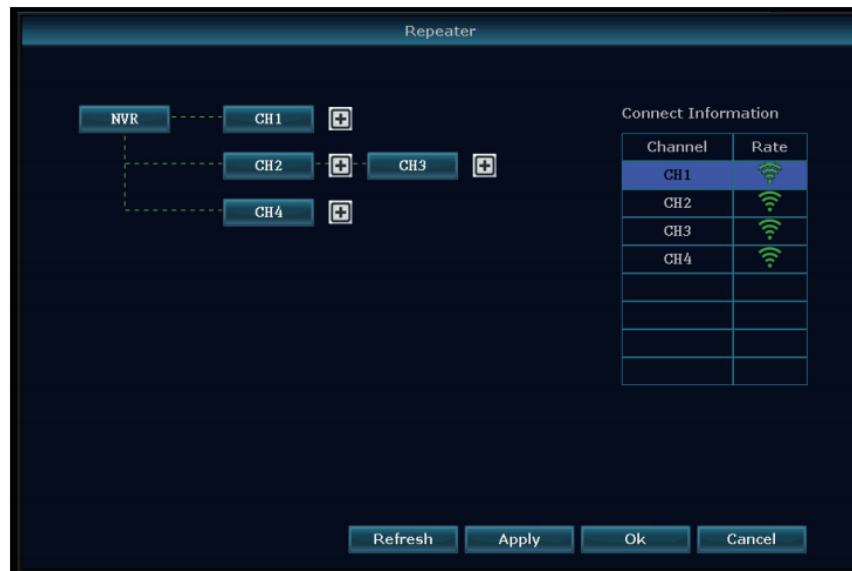 Repeater
NVR CH1
CH2 CH3
CH4
Connect Information
Channel Rate
CH1
CH2
CH3
CH4
Refresh Apply Ok Cancel